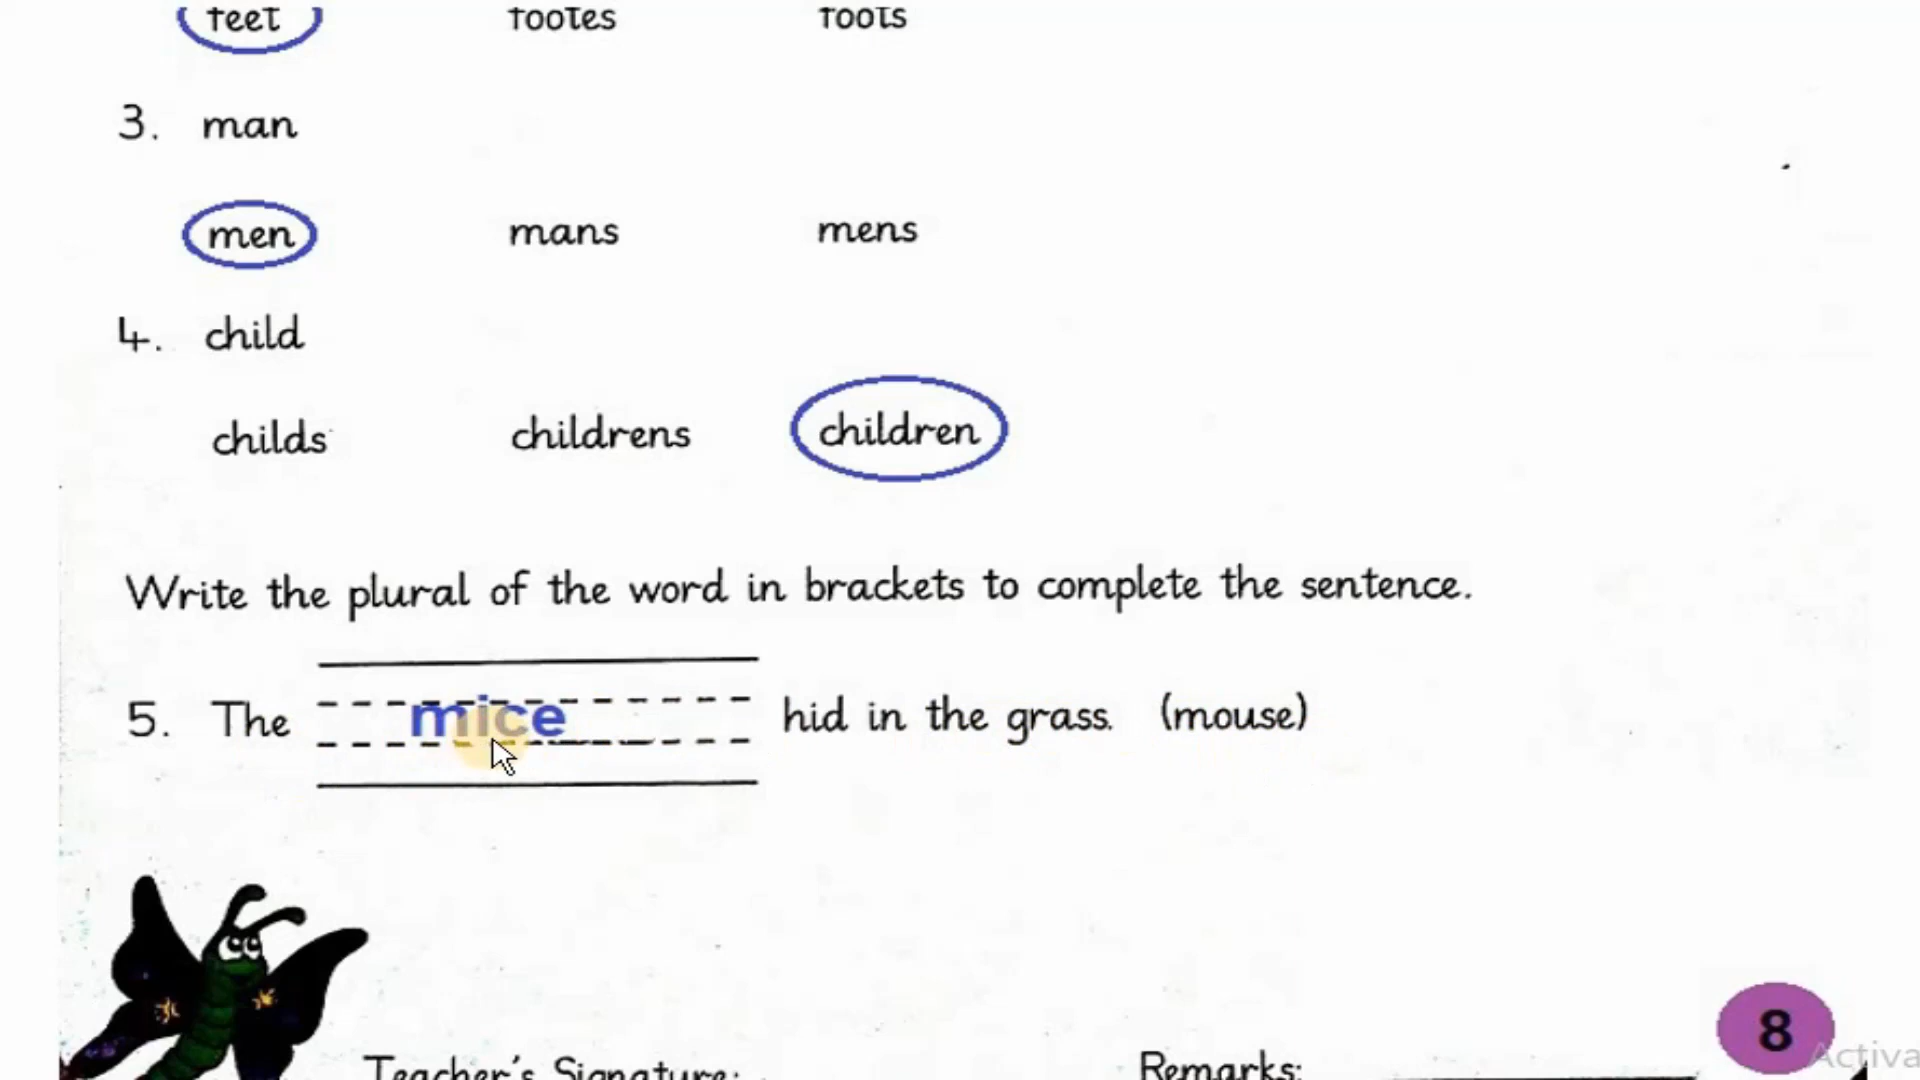 feet footes foots
3. man
men mans mens
4. child
childs childrens children
Write the plural of the word in brackets to complete the sentence.
5. The mice hid in the grass. (mouse)
8
Activa
Teacher's Signature: Remarks: